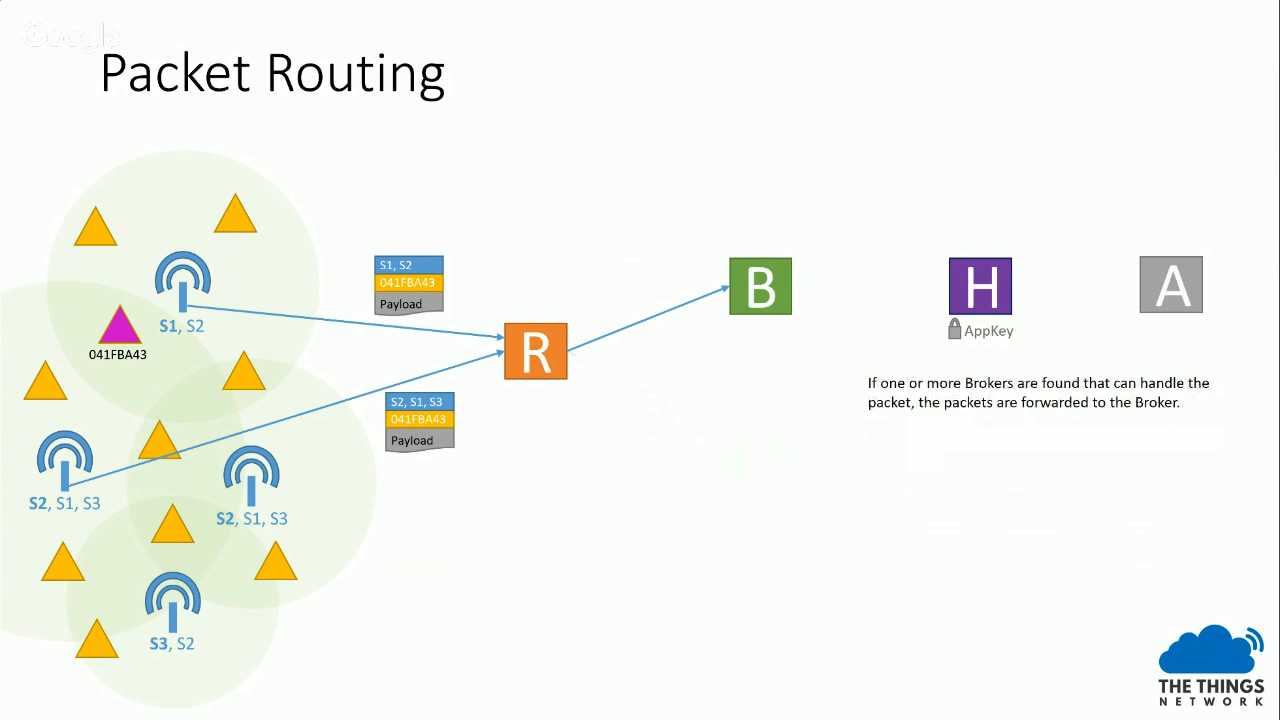 Google
Packet Routing
S1, S2
041FBA43
Payload
S1, S2
041FBA43
R
B
H
AppKey
A
If one or more Brokers are found that can handle the
packet, the packets are forwarded to the Broker.
S2, S1, S3
041FBA43
Payload
S2, S1, S3
S2, S1, S3
S3, S2
THE THINGS
NETWORK